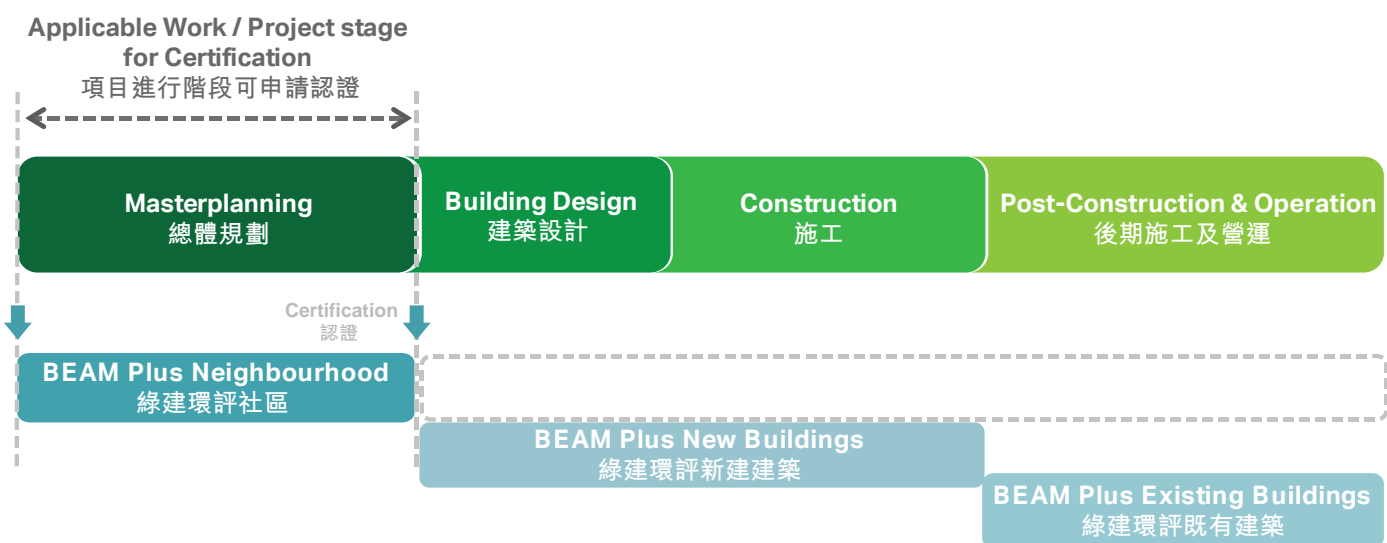 Applicable Work / Project stage
for Certification
項目進行階段可申請認證
Masterplanning
總體規劃
Building Design
建築設計
Construction
施工
Post-Construction & Operation
後期施工及營運
Certification
認證
BEAM Plus Neighbourhood
綠建環評社區
BEAM Plus New Buildings
綠建環評新建建築
BEAM Plus Existing Buildings
綠建環評既有建築